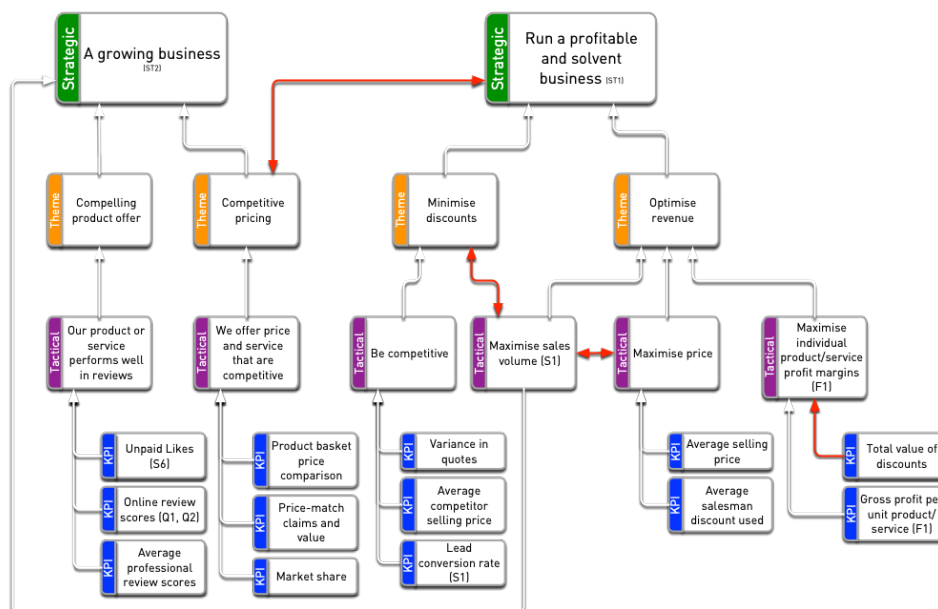 Strategic
A growing business
(ST2)
Strategic
Run a profitable
and solvent
business (ST1)
Theme
Compelling
product offer
Theme
Competitive
pricing
Theme
Minimise
discounts
Theme
Optimise
revenue
Tactical
Our product or
service
performs well
in reviews
Tactical
We offer price
and service
that are
competitive
Tactical
Be competitive
Tactical
Maximise sales
volume (S1)
Tactical
Maximise price
Tactical
Maximise
individual
product/service
profit margins
(F1)
KPI
Unpaid Likes
(S6)
KPI
Online review
scores (Q1, Q2)
KPI
Average
professional
review scores
KPI
Product basket
price
comparison
KPI
Price-match
claims and
value
KPI
Market share
KPI
Variance in
quotes
KPI
Average
competitor
selling price
KPI
Lead
conversion rate
(S1)
KPI
Average selling
price
KPI
Average
salesman
discount used
KPI
Total value of
discounts
KPI
Gross profit pe
unit product/
service (F1)